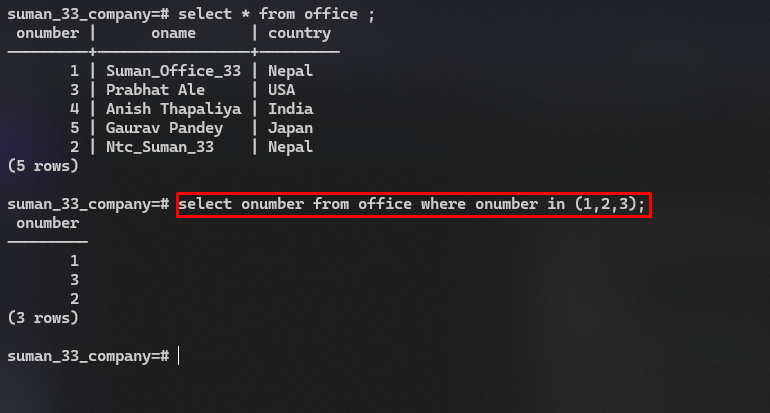 suman_33_company=# select * from office ;
 onumber |      oname       | country
---------+------------------+---------
       1 | Suman_Office_33  | Nepal
       3 | Prabhat Ale      | USA
       4 | Anish Thapaliya  | India
       5 | Gaurav Pandey    | Japan
       2 | Ntc_Suman_33     | Nepal
(5 rows)
suman_33_company=# select onumber from office where onumber in (1,2,3);
 onumber
---------
       1
       3
       2
(3 rows)
suman_33_company=#